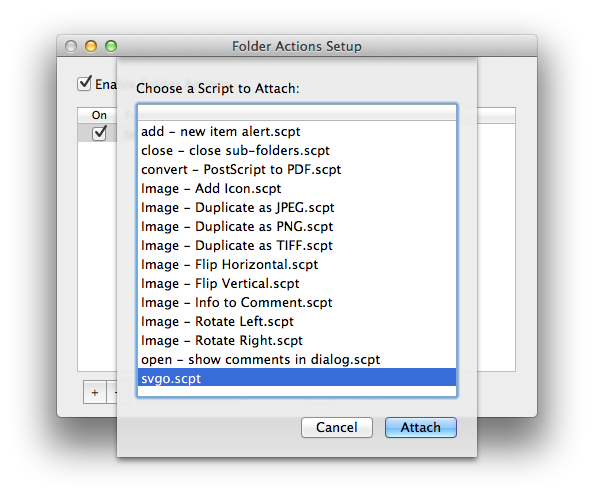 Folder Actions Setup
Choose a Script to Attach:
On
add - new item alert.scpt
close - close sub-folders.scpt
convert - PostScript to PDF.scpt
Image - Add Icon.scpt
Image - Duplicate as JPEG.scpt
Image - Duplicate as PNG.scpt
Image - Duplicate as TIFF.scpt
Image - Flip Horizontal.scpt
Image - Flip Vertical.scpt
Image - Info to Comment.scpt
Image - Rotate Left.scpt
Image - Rotate Right.scpt
open - show comments in dialog.scpt
svgo.scpt
+
Cancel
Attach